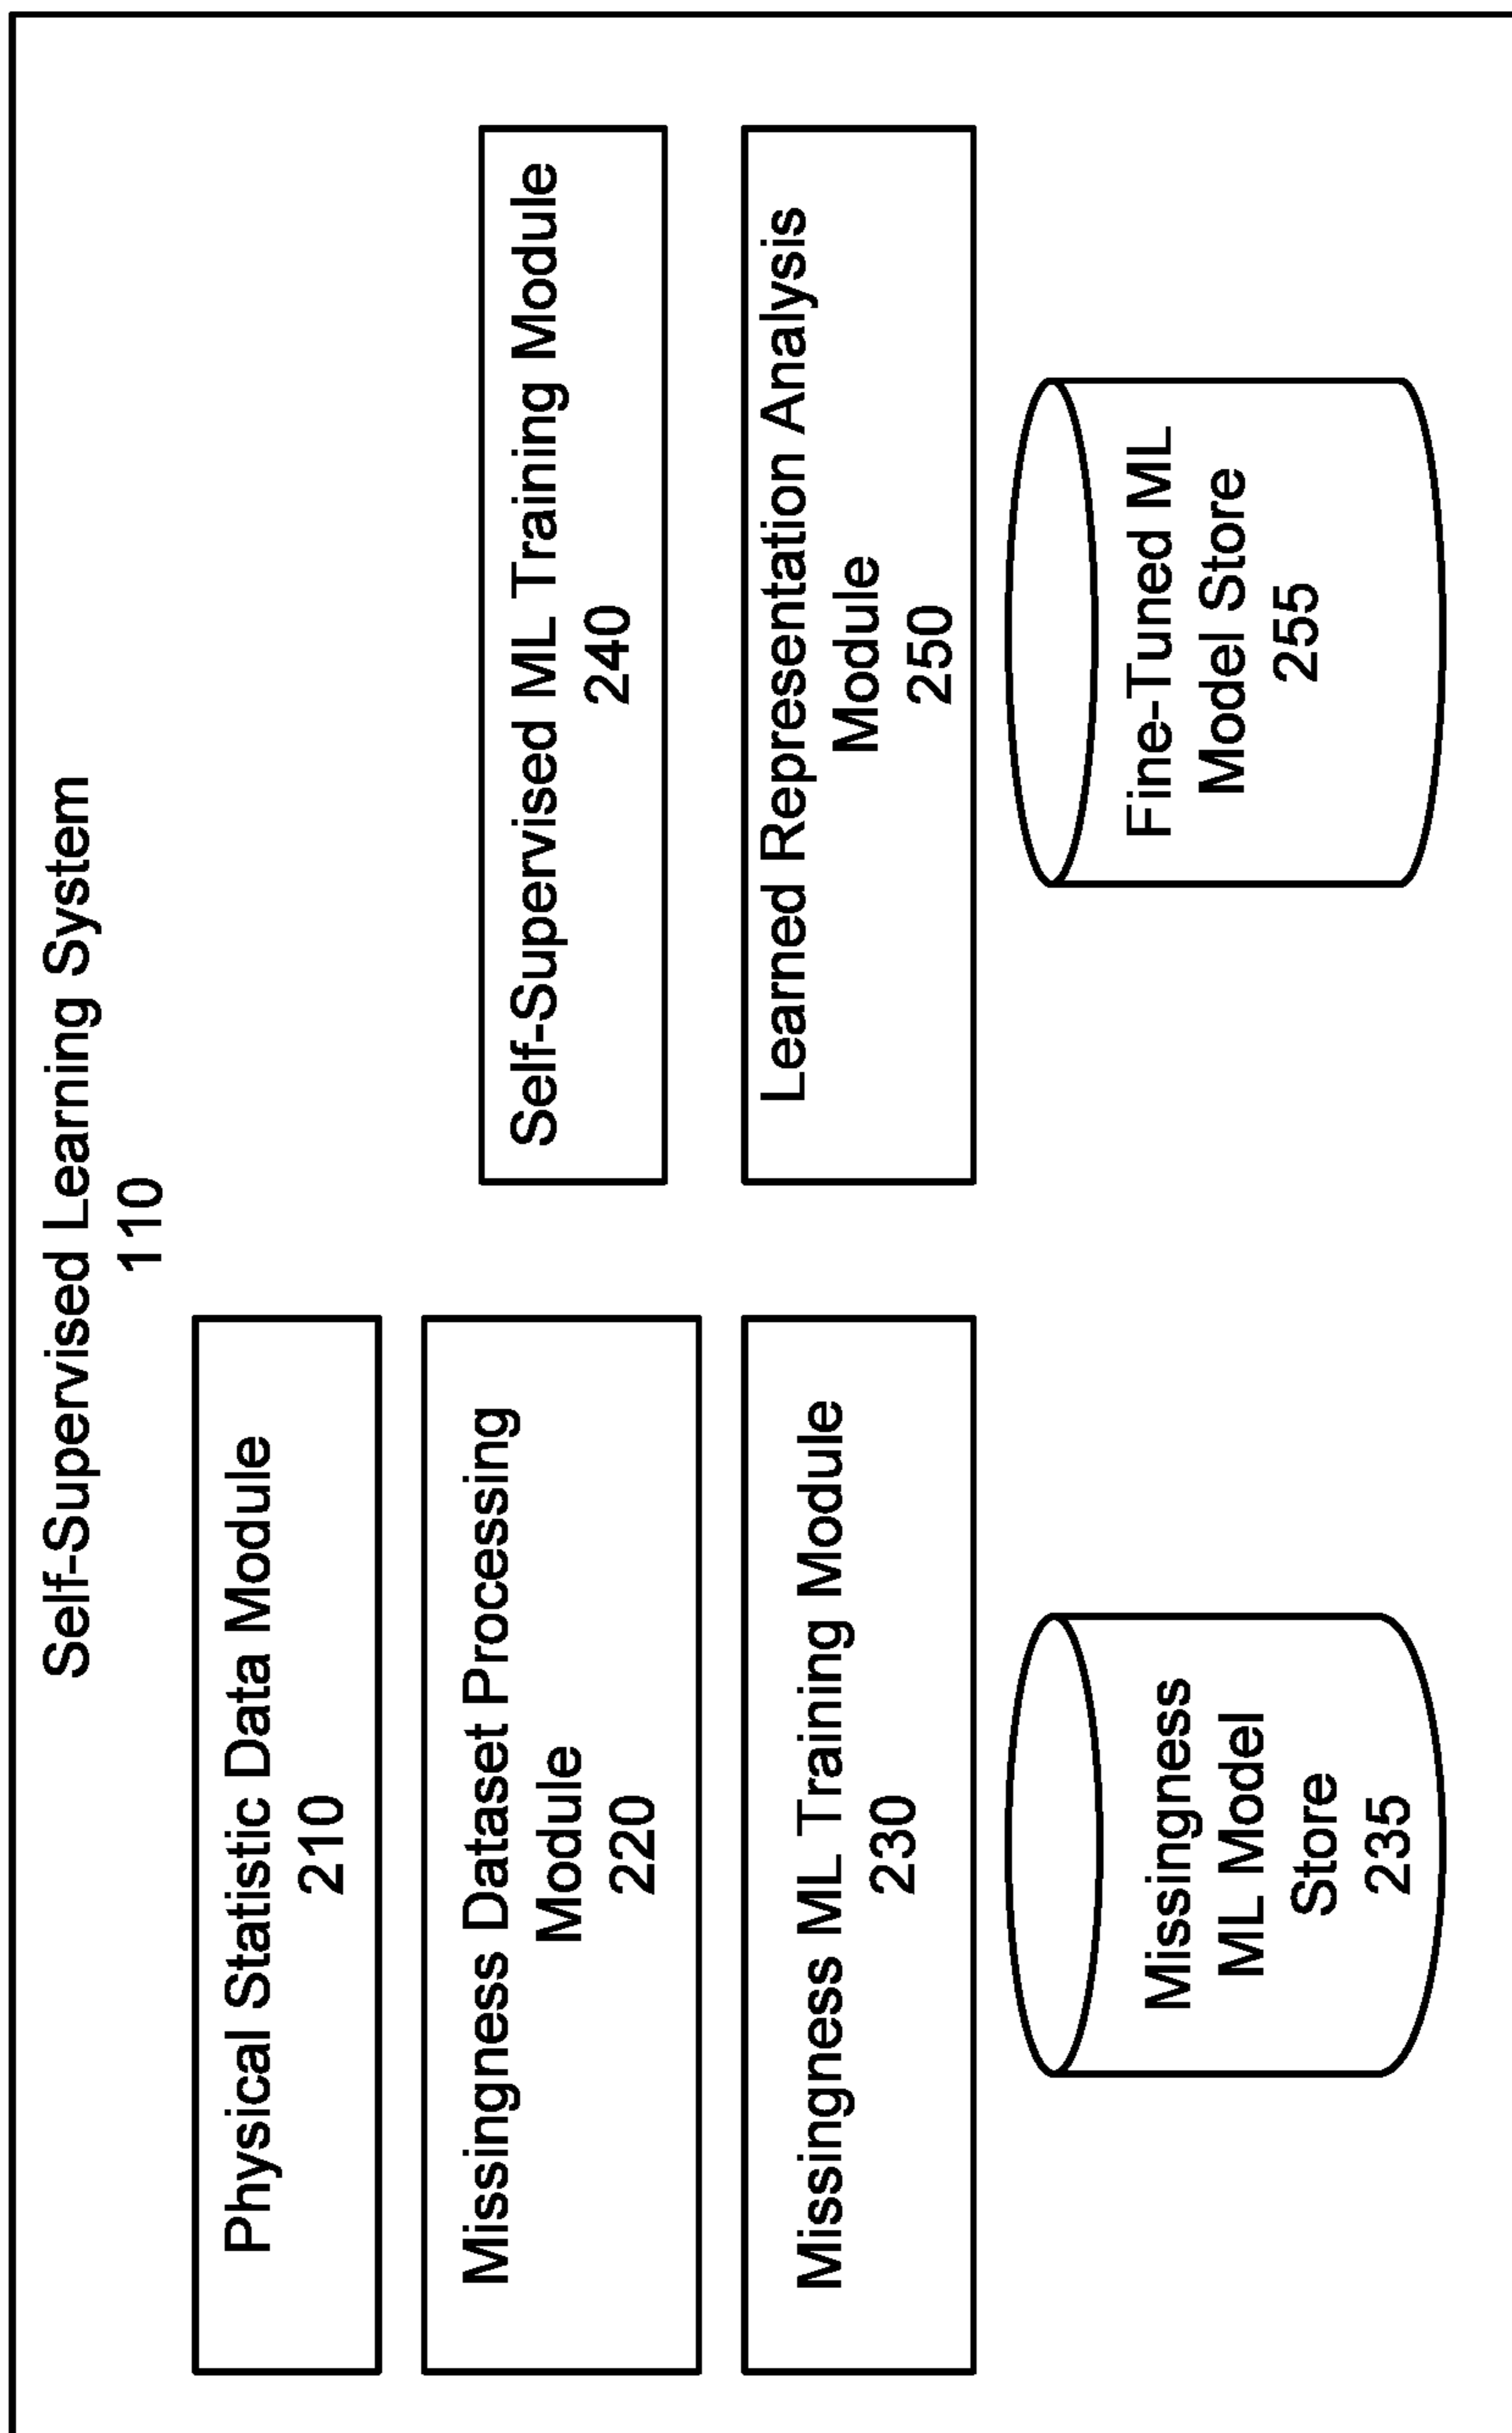 Self-Supervised Learning System
110
Physical Statistic Data Module
210
Missingness Dataset Processing
Module
220
Missingness ML Training Module
230
Missingness
ML Model
Store
235
Self-Supervised ML Training Module
240
Learned Representation Analysis
Module
250
Fine-Tuned ML
Model Store
255